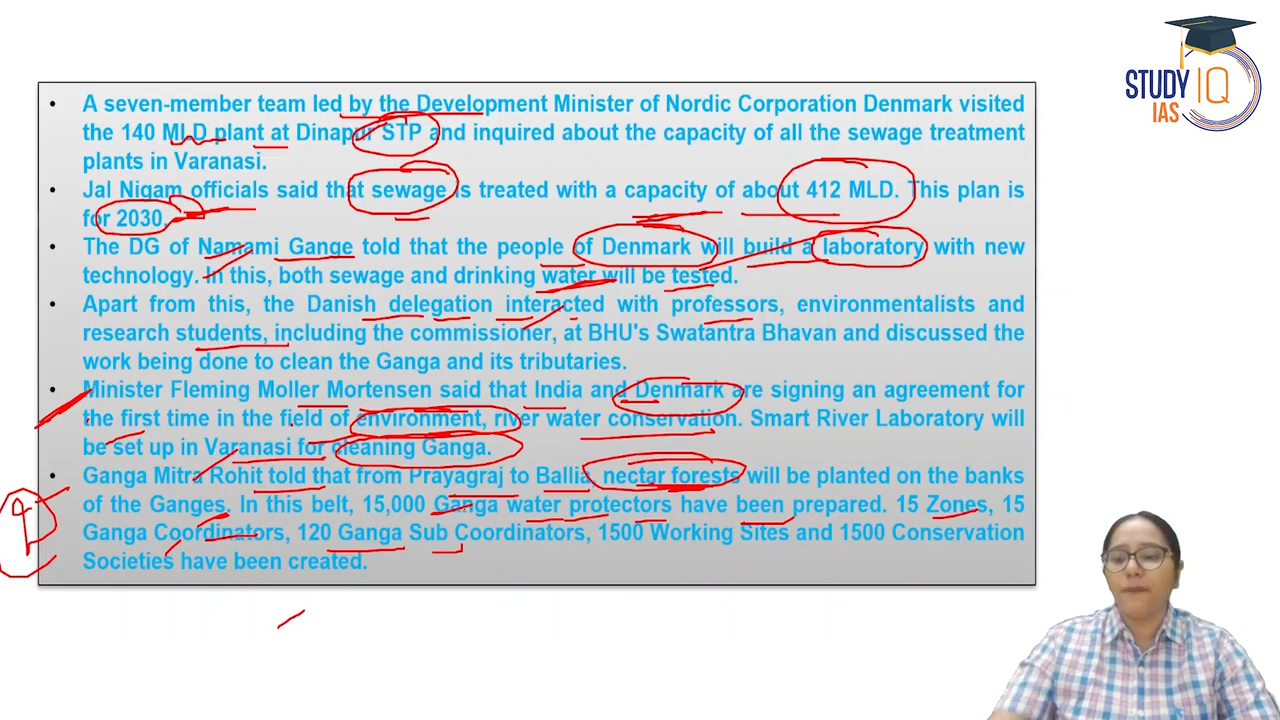 STUDY IQ
IAS
• A seven-member team led by the Development Minister of Nordic Corporation Denmark visited
the 140 MLD plant at Dinapur STP and inquired about the capacity of all the sewage treatment
plants in Varanasi.
• Jal Nigam officials said that sewage is treated with a capacity of about 412 MLD. This plan is
for 2030.
• The DG of Namami Gange told that the people of Denmark will build a laboratory with new
technology. In this, both sewage and drinking water will be tested.
• Apart from this, the Danish delegation interacted with professors, environmentalists and
research students, including the commissioner, at BHU's Swatantra Bhavan and discussed the
work being done to clean the Ganga and its tributaries.
• Minister Fleming Moller Mortensen said that India and Denmark are signing an agreement for
the first time in the field of environment, river water conservation. Smart River Laboratory will
be set up in Varanasi for cleaning Ganga.
• Ganga Mitra Rohit told that from Prayagraj to Ballia, nectar forests will be planted on the banks
of the Ganges. In this belt, 15,000 Ganga water protectors have been prepared. 15 Zones, 15
Ganga Coordinators, 120 Ganga Sub Coordinators, 1500 Working Sites and 1500 Conservation
Societies have been created.